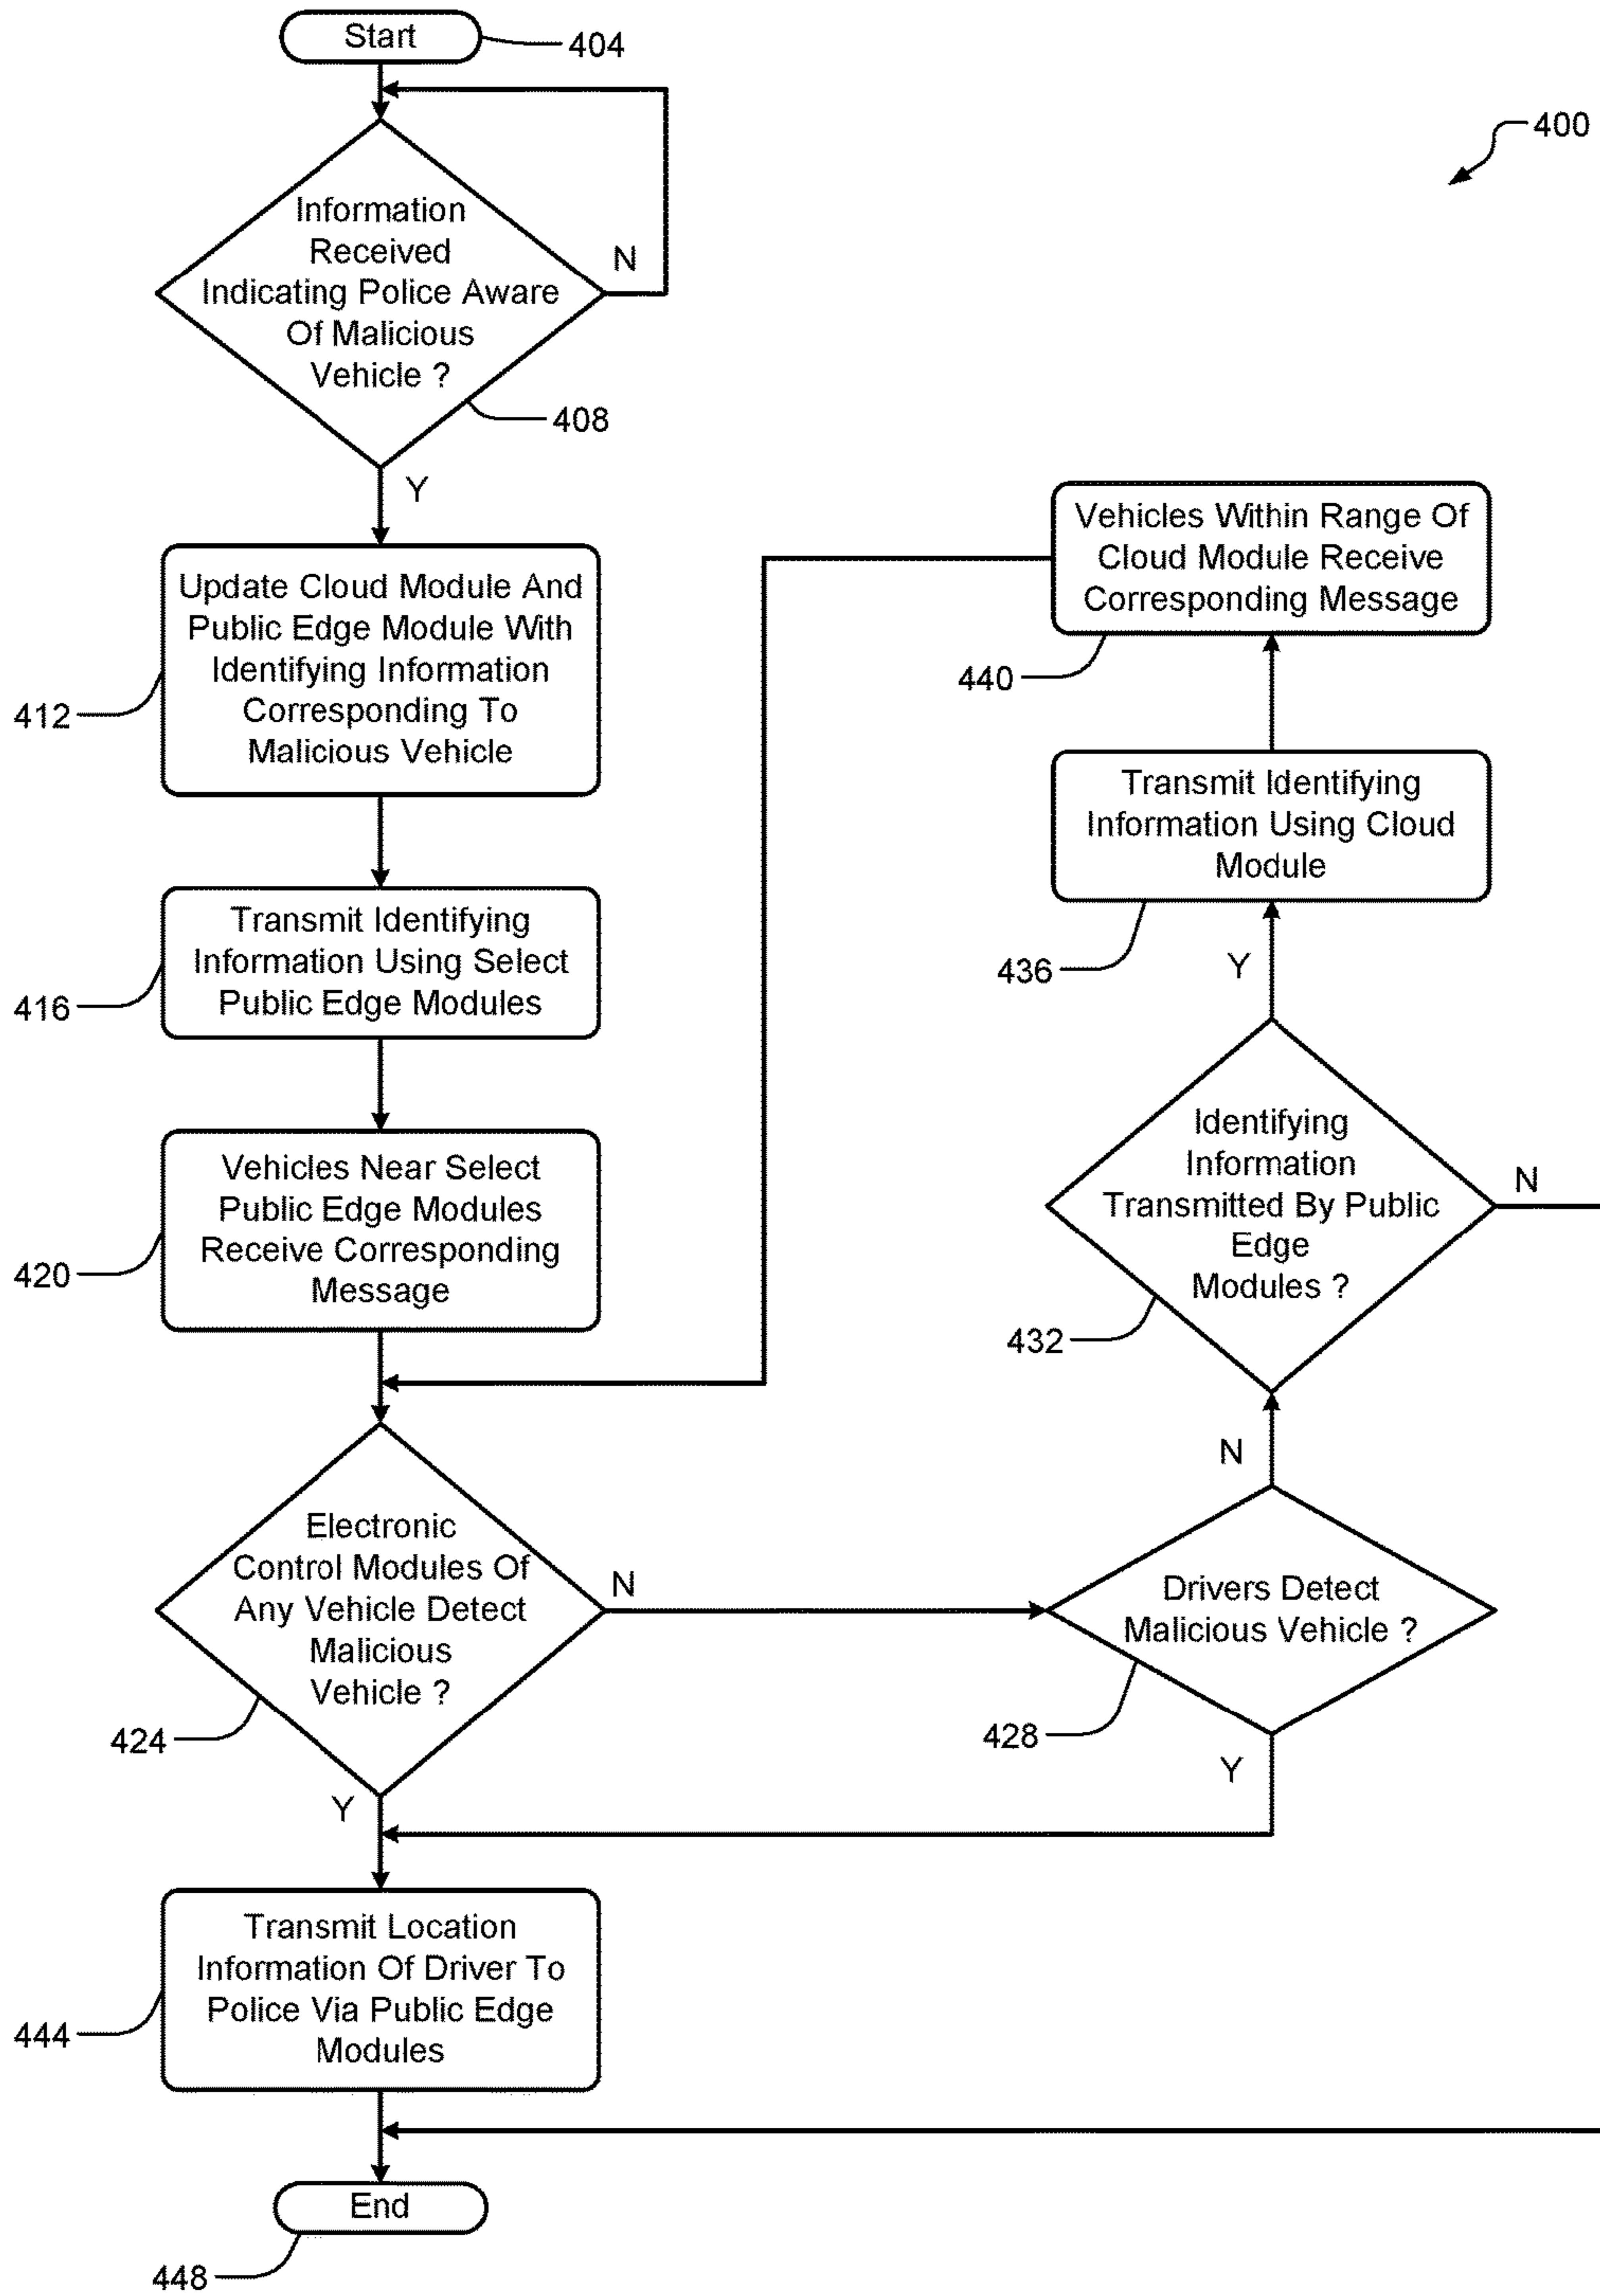 Start
404
400
Information
Received
Indicating Police Aware
Of Malicious
Vehicle ?
N
408
Y
Update Cloud Module And
Public Edge Module With
Identifying Information
Corresponding To
Malicious Vehicle
412
Transmit Identifying
Information Using Select
Public Edge Modules
416
Vehicles Near Select
Public Edge Modules
Receive Corresponding
Message
420
Electronic
Control Modules Of
Any Vehicle Detect
Malicious
Vehicle ?
N
424
Y
Drivers Detect
Malicious Vehicle ?
428
N
Y
Identifying
Information
Transmitted By Public
Edge
Modules ?
N
432
Y
Transmit Identifying
Information Using Cloud
Module
436
Vehicles Within Range Of
Cloud Module Receive
Corresponding Message
440
Transmit Location
Information Of Driver To
Police Via Public Edge
Modules
444
End
448